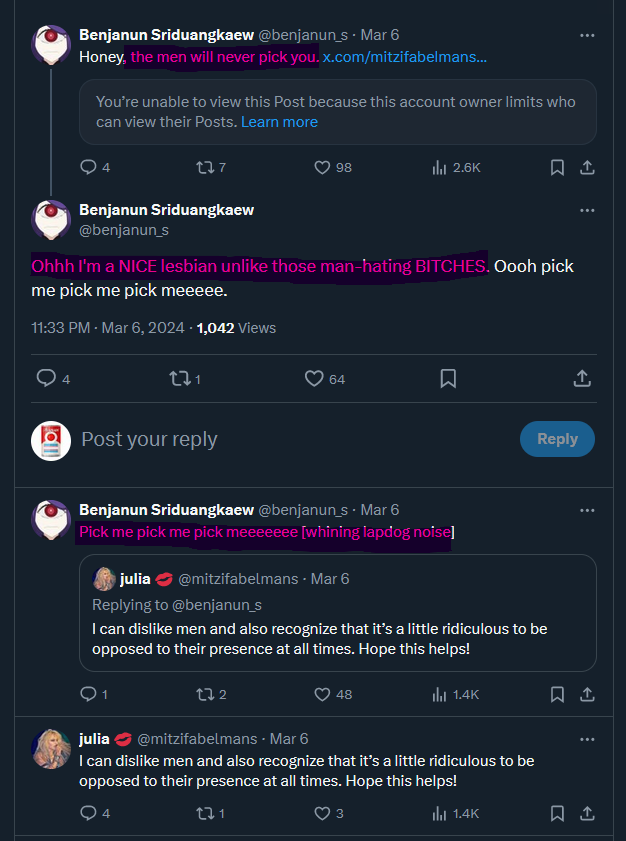 Benjanun Sriduangkaew @benjanun_s · Mar 6
Honey, the men will never pick you. x.com/mitzifabelmans...
You're unable to view this Post because this account owner limits who
can view their Posts. Learn more
4 7 98 2.6K
Benjanun Sriduangkaew
@benjanun_s
Ohhh I'm a NICE lesbian unlike those man-hating BITCHES. Oooh pick
me pick me pick meeeee.
11:33 PM · Mar 6, 2024 · 1,042 Views
4 1 64
Post your reply
Reply
Benjanun Sriduangkaew @benjanun_s · Mar 6
Pick me pick me pick meeeeeee [whining lapdog noise]
julia 💋 @mitzifabelmans · Mar 6
Replying to @benjanun_s
I can dislike men and also recognize that it's a little ridiculous to be
opposed to their presence at all times. Hope this helps!
1 2 48 1.4K
julia 💋 @mitzifabelmans · Mar 6
I can dislike men and also recognize that it's a little ridiculous to be
opposed to their presence at all times. Hope this helps!
4 1 3 1.4K